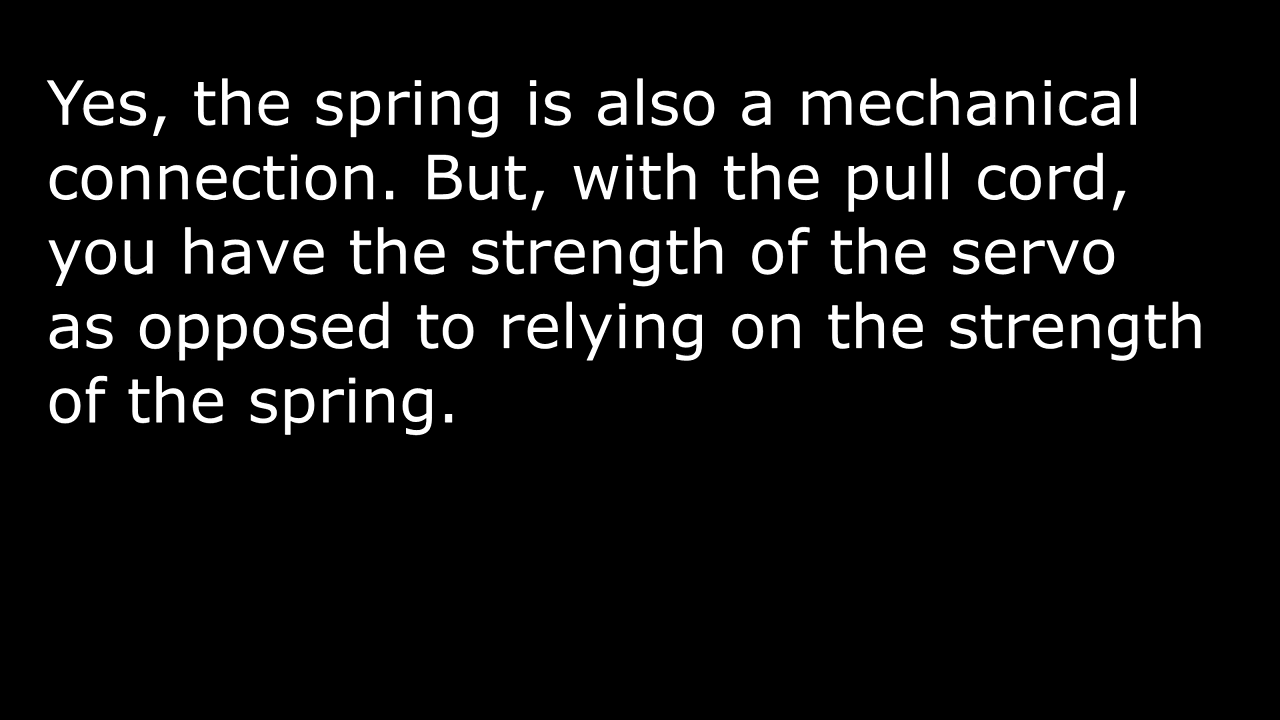 Yes, the spring is also a mechanical
connection. But, with the pull cord,
you have the strength of the servo
as opposed to relying on the strength
of the spring.